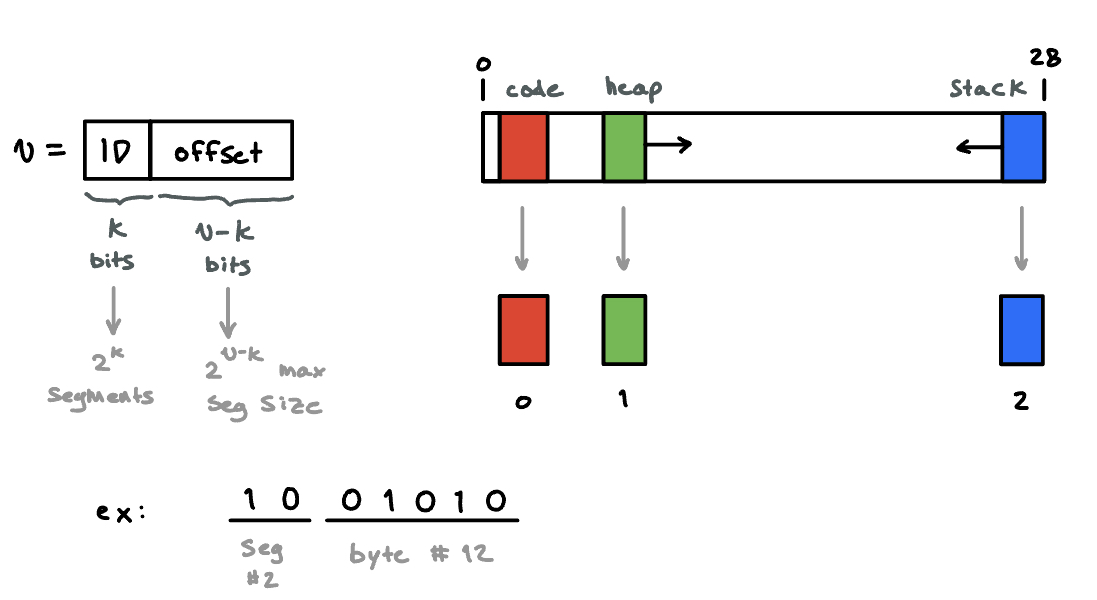 v = ID offset
k bits
v-k bits
2^k segments
2^v-k max seg size
0 28
code heap stack
0 1 2
ex: 1 0 0 1 0 1 0
seg #2
byte # 12